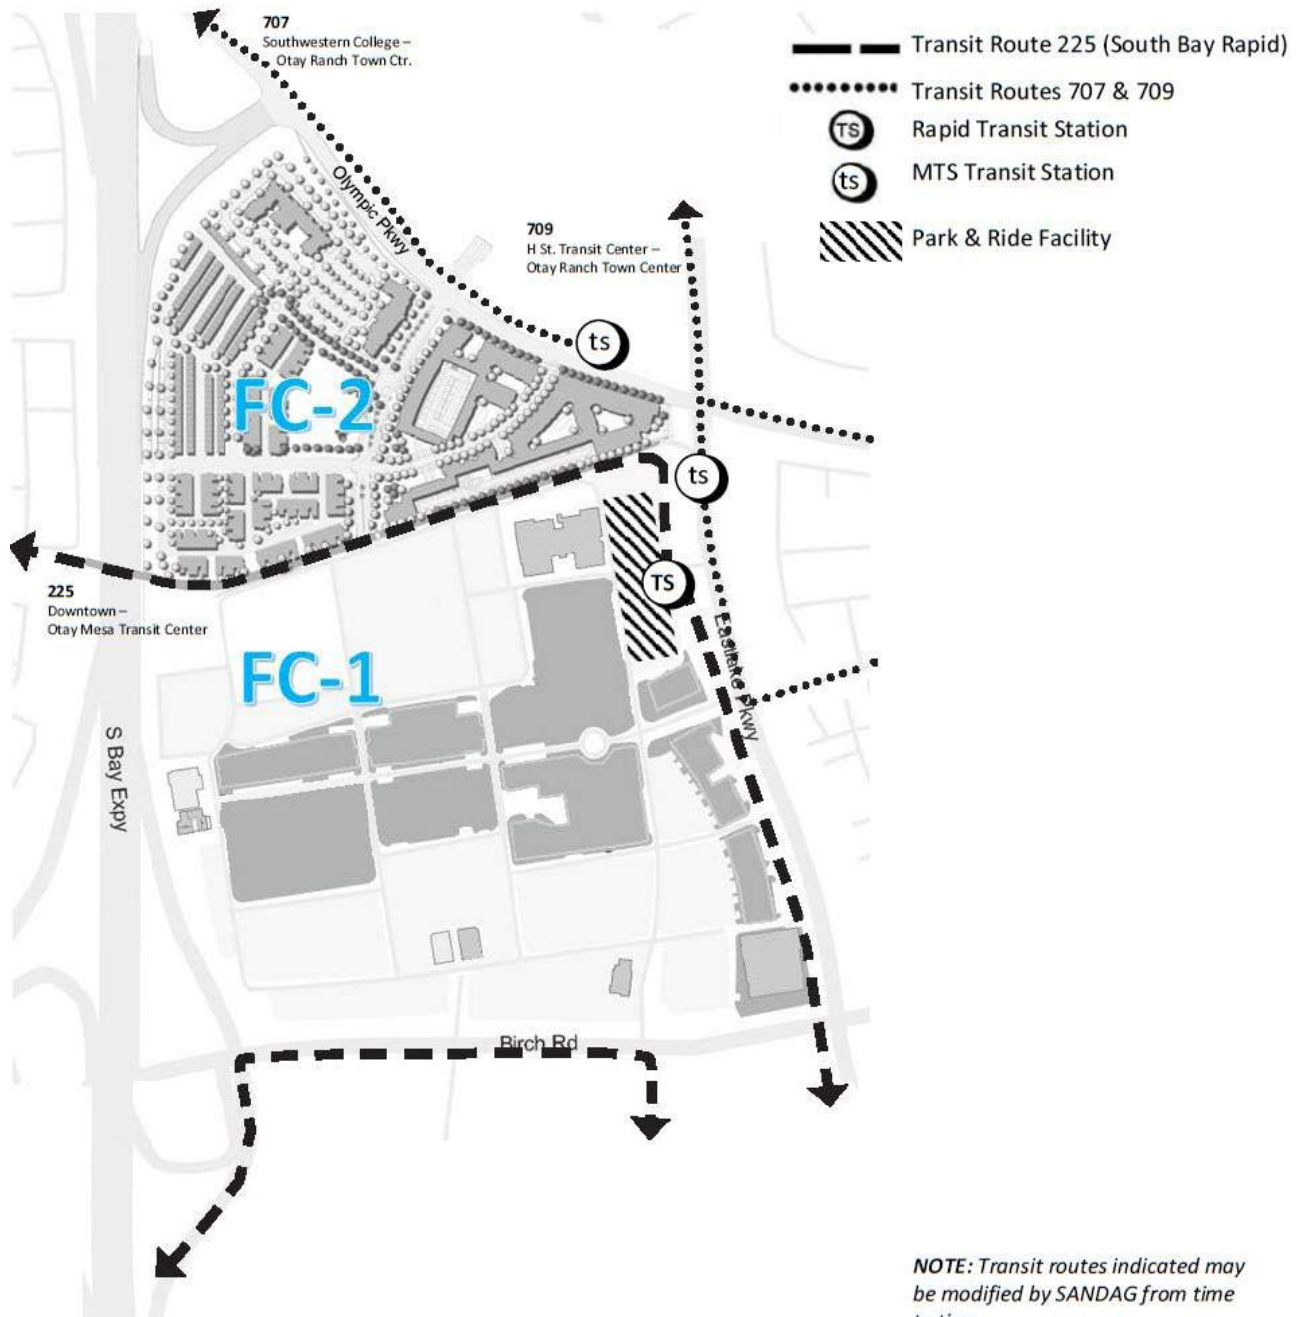 707
Southwestern College –
Otay Ranch Town Ctr.
Transit Route 225 (South Bay Rapid)
Transit Routes 707 & 709
TS
Rapid Transit Station
ts
MTS Transit Station
Park & Ride Facility
Olympic Pkwy
709
H St. Transit Center –
Otay Ranch Town Center
ts
FC-2
ts
TS
225
Downtown –
Otay Mesa Transit Center
FC-1
Eastlake Pkwy
S Bay Expy
Birch Rd
NOTE: Transit routes indicated may
be modified by SANDAG from time